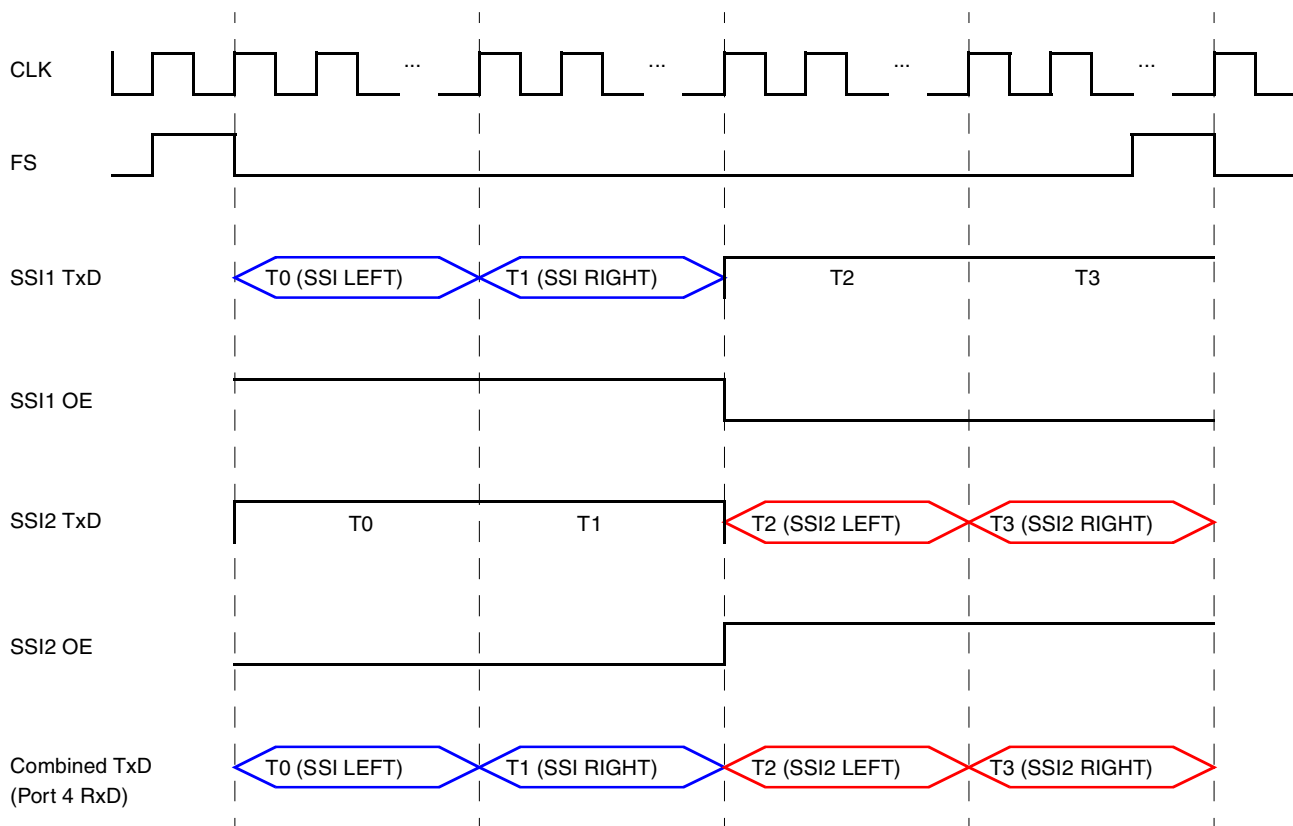 CLK
... ... ... ...
FS
SSI1 TxD
T0 (SSI LEFT) T1 (SSI RIGHT) T2 T3
SSI1 OE
SSI2 TxD
T0 T1 T2 (SSI2 LEFT) T3 (SSI2 RIGHT)
SSI2 OE
Combined TxD
(Port 4 RxD)
T0 (SSI LEFT) T1 (SSI RIGHT) T2 (SSI2 LEFT) T3 (SSI2 RIGHT)